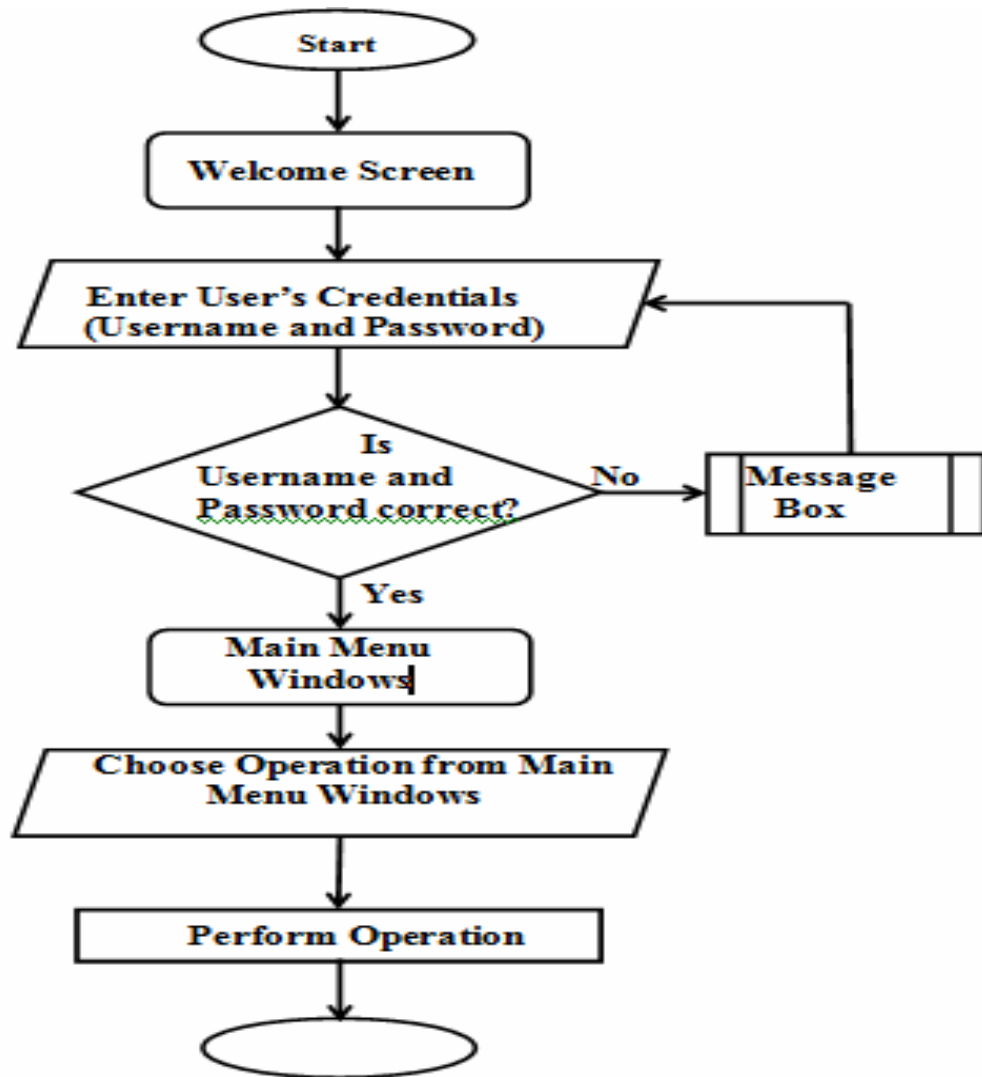 Start
Welcome Screen
Enter User's Credentials
(Username and Password)
Is
Username and
Password correct?
No
Message
Box
Yes
Main Menu
Windows
Choose Operation from Main
Menu Windows
Perform Operation